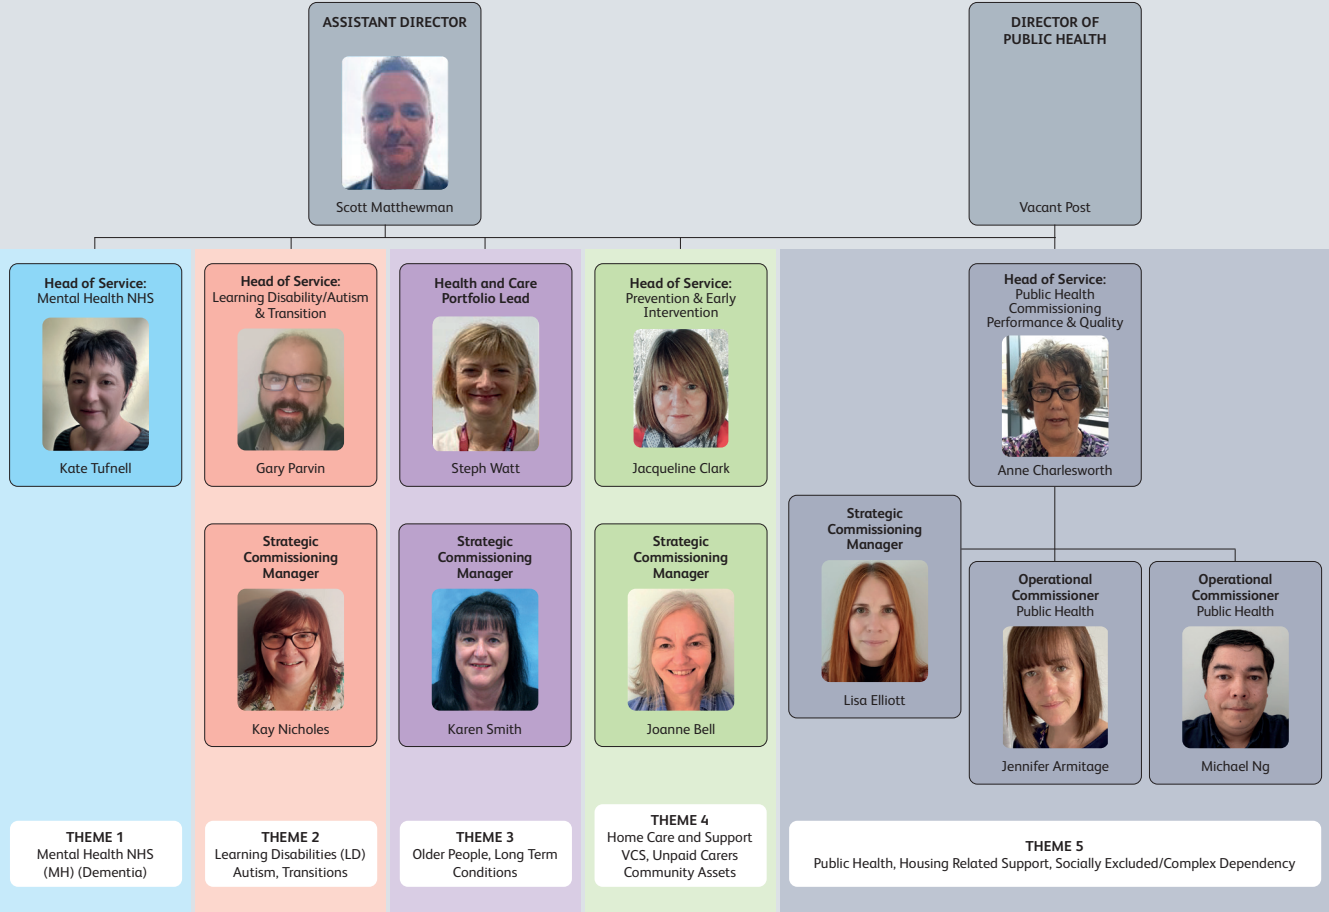 ASSISTANT DIRECTOR
Scott Matthewman
DIRECTOR OF
PUBLIC HEALTH
Vacant Post
Head of Service:
Mental Health NHS
Kate Tufnell
Head of Service:
Learning Disability/Autism
& Transition
Gary Parvin
Health and Care
Portfolio Lead
Steph Watt
Head of Service:
Prevention & Early
Intervention
Jacqueline Clark
Head of Service:
Public Health
Commissioning
Performance & Quality
Anne Charlesworth
Strategic
Commissioning
Manager
Kay Nicholes
Strategic
Commissioning
Manager
Karen Smith
Strategic
Commissioning
Manager
Joanne Bell
Strategic
Commissioning
Manager
Lisa Elliott
Operational
Commissioner
Public Health
Jennifer Armitage
Operational
Commissioner
Public Health
Michael Ng
THEME 1
Mental Health NHS
(MH) (Dementia)
THEME 2
Learning Disabilities (LD)
Autism, Transitions
THEME 3
Older People, Long Term
Conditions
THEME 4
Home Care and Support
VCS, Unpaid Carers
Community Assets
THEME 5
Public Health, Housing Related Support, Socially Excluded/Complex Dependency